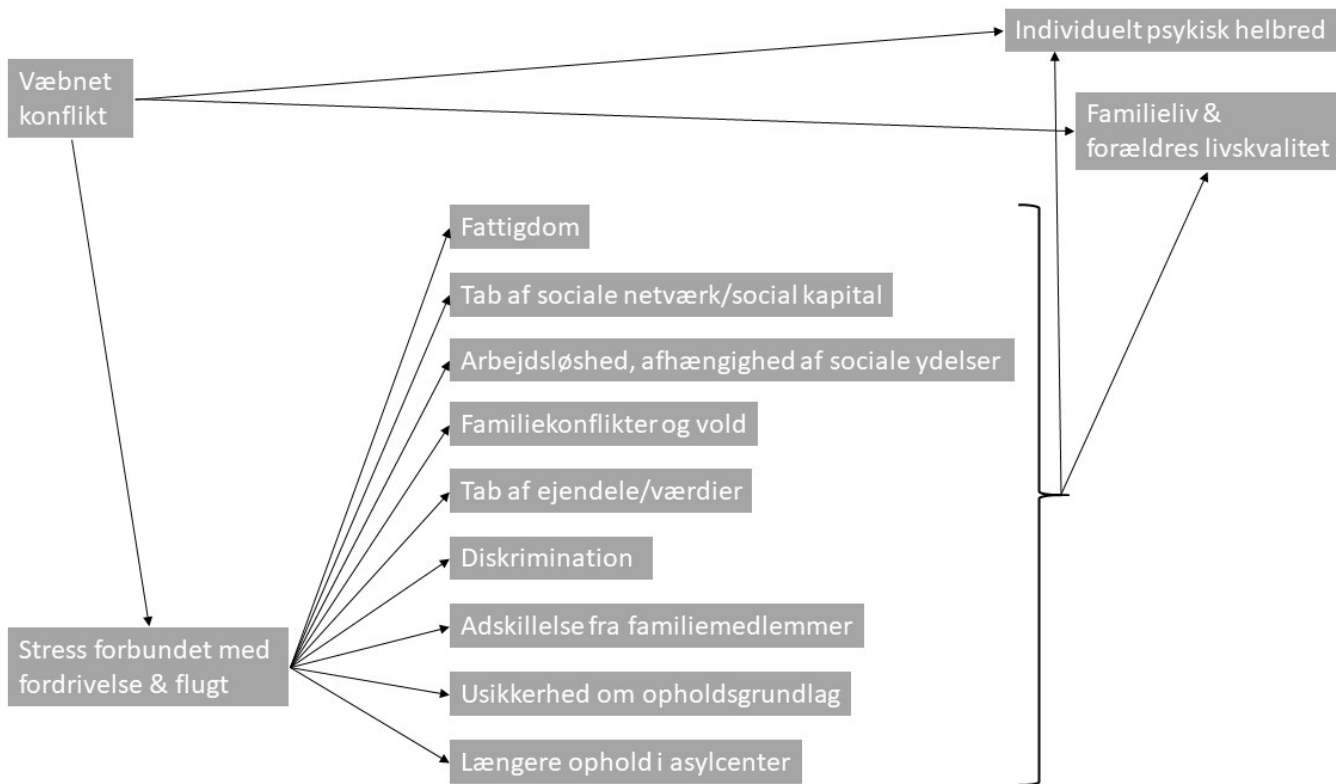 Individuelt psykisk helbred
Væbnet
konflikt
Familieliv &
forældres livskvalitet
Fattigdom
Tab af sociale netværk/social kapital
Arbejdsløshed, afhængighed af sociale ydelser
Familiekonflikter og vold
Tab af ejendele/værdier
Diskrimination
Adskillelse fra familiemedlemmer
Stress forbundet med
fordrivelse & flugt
Usikkerhed om opholdsgrundlag
Længere ophold i asylcenter